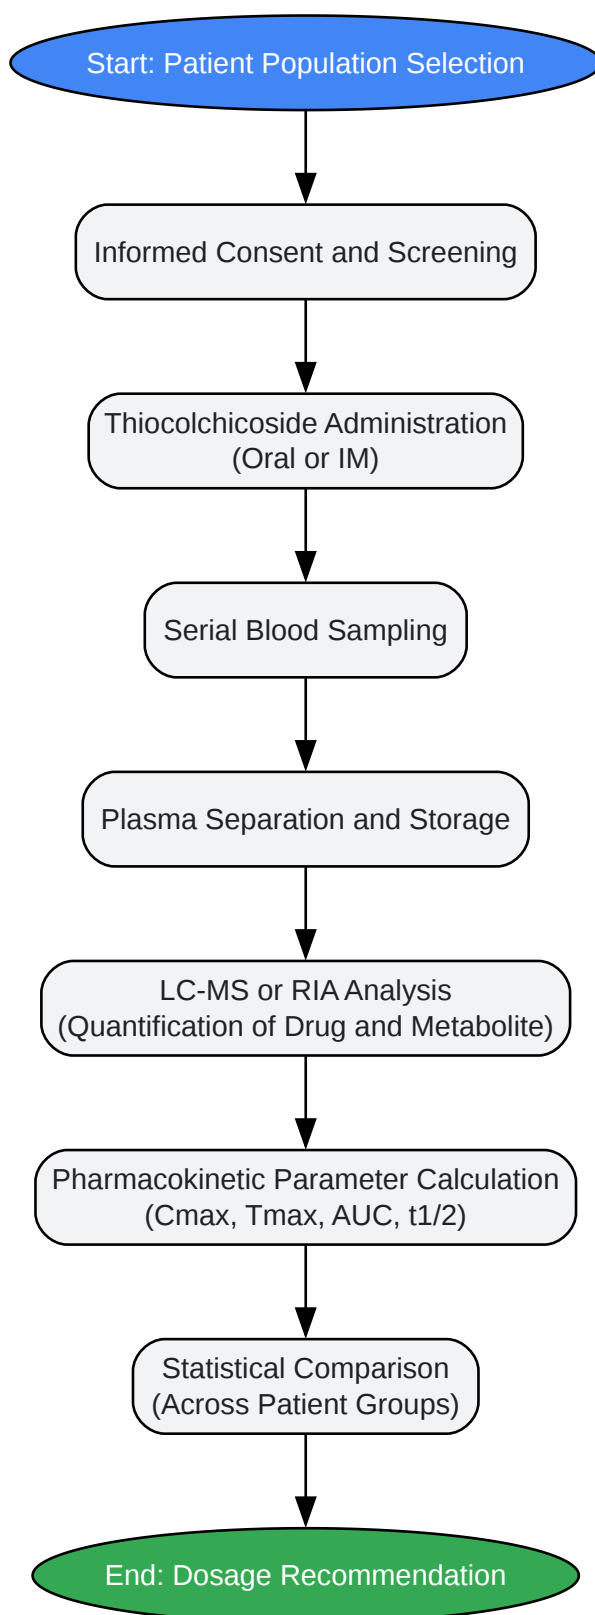 Start: Patient Population Selection
Informed Consent and Screening
Thiocolchicoside Administration
(Oral or IM)
Serial Blood Sampling
Plasma Separation and Storage
LC-MS or RIA Analysis
(Quantification of Drug and Metabolite)
Pharmacokinetic Parameter Calculation
(Cmax, Tmax, AUC, t1/2)
Statistical Comparison
(Across Patient Groups)
End: Dosage Recommendation